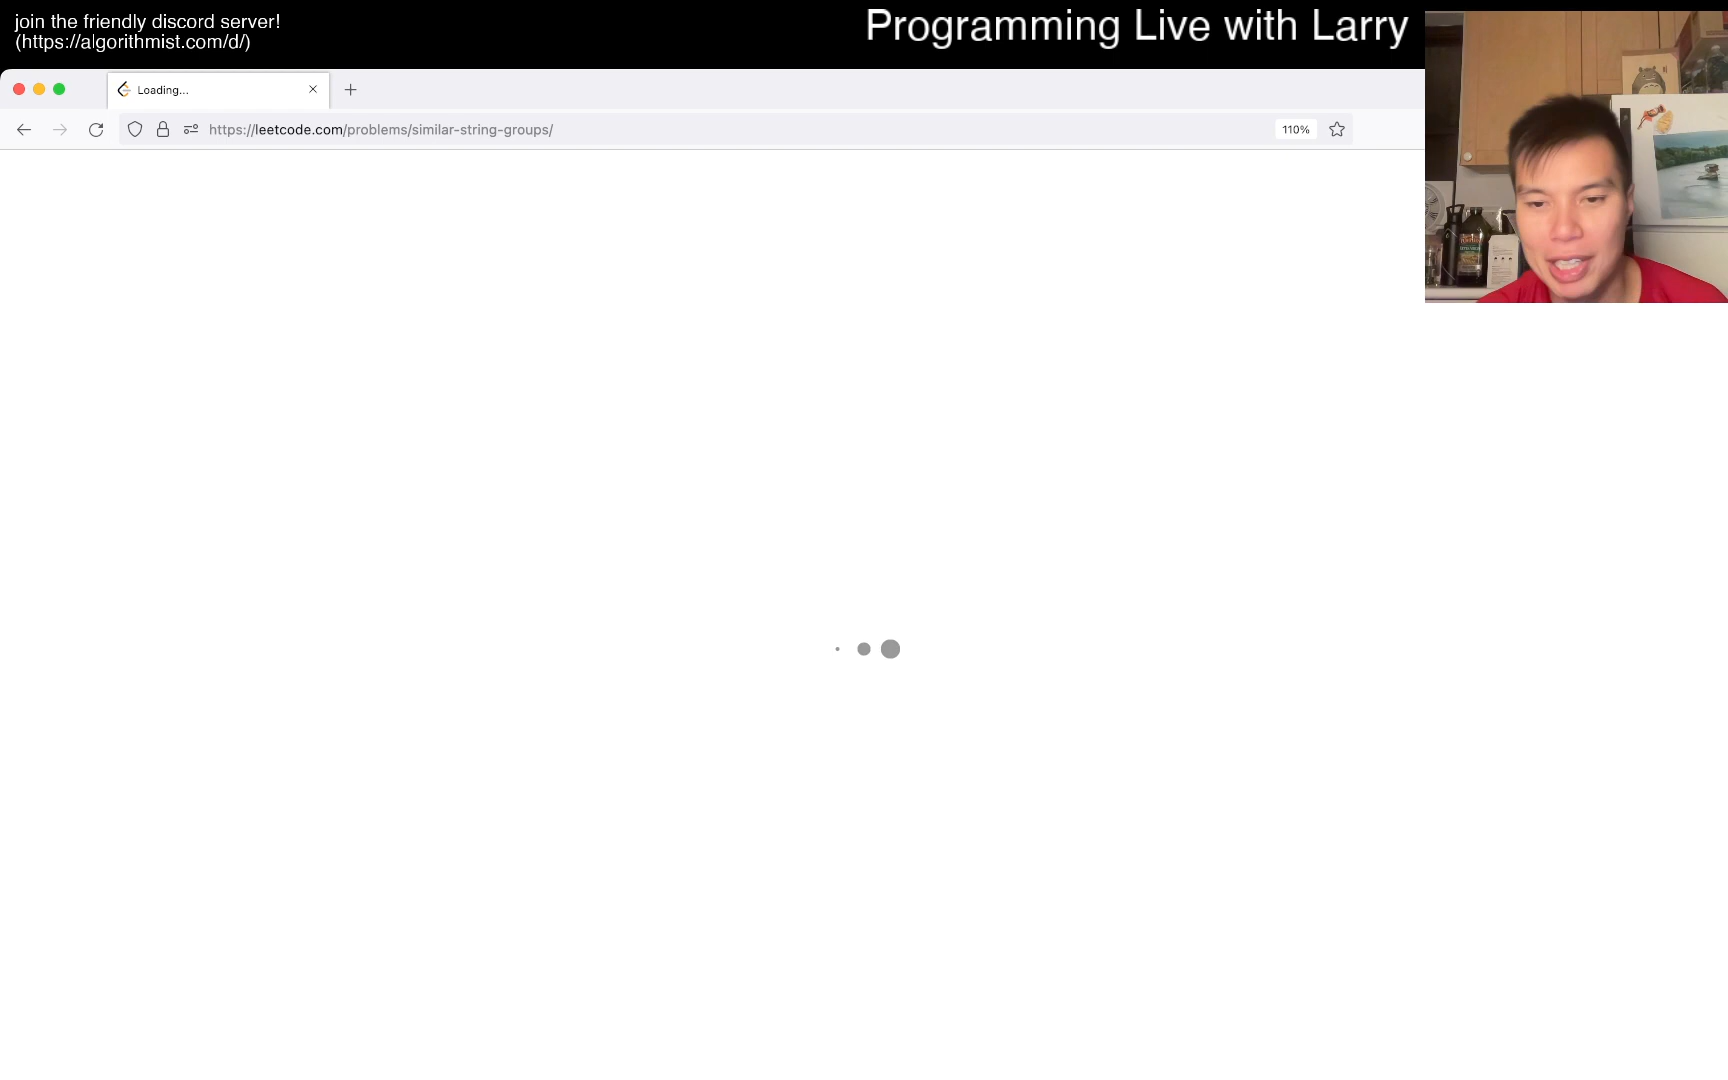 join the friendly discord server!
(https://algorithmist.com/d/)
Programming Live with Larry
Loading...
https://leetcode.com/problems/similar-string-groups/
110%